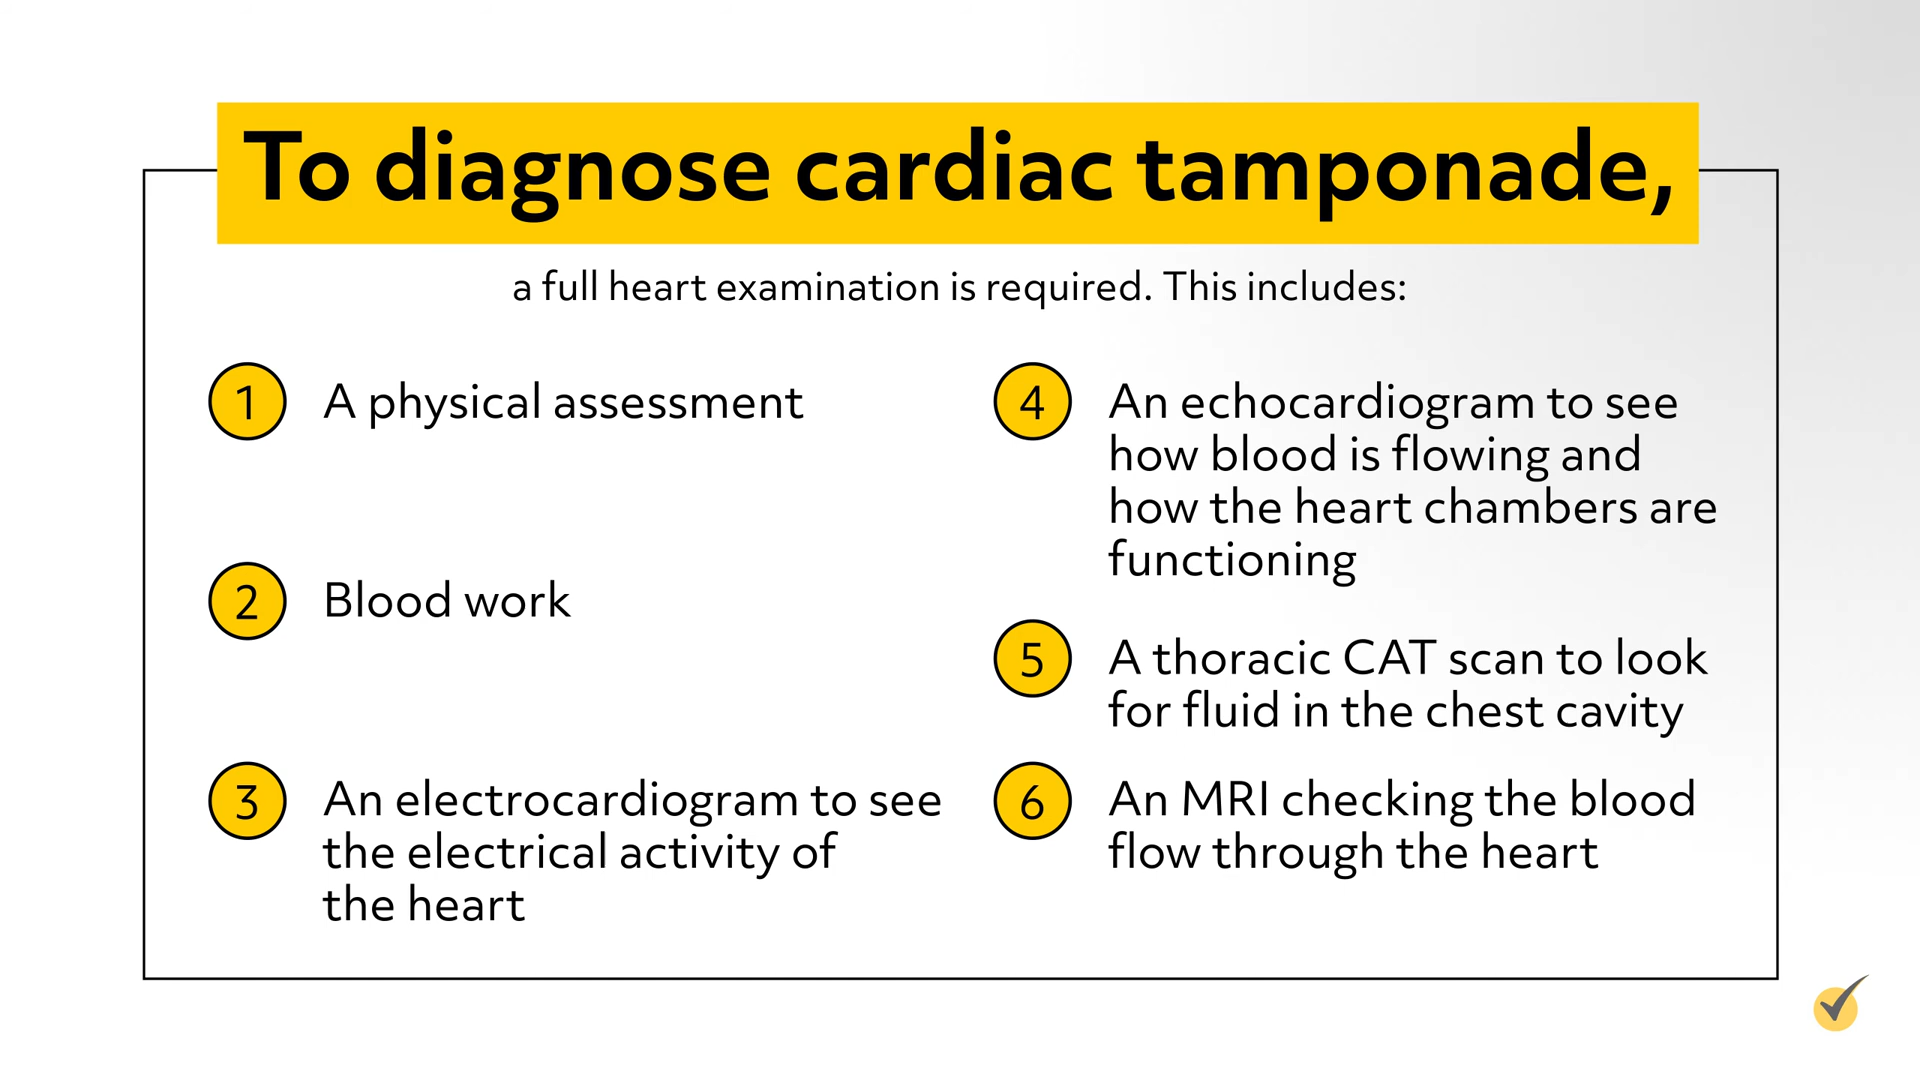 To diagnose cardiac tamponade,
a full heart examination is required. This includes:
1 A physical assessment
2 Blood work
3 An electrocardiogram to see
the electrical activity of
the heart
4 An echocardiogram to see
how blood is flowing and
how the heart chambers are
functioning
5 A thoracic CAT scan to look
for fluid in the chest cavity
6 An MRI checking the blood
flow through the heart